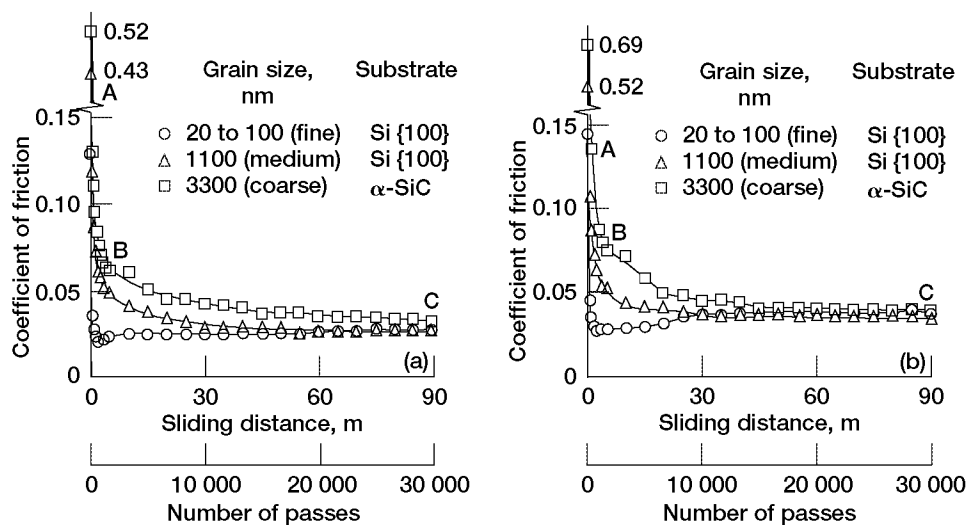 0.52
0.43
A
Grain size, nm Substrate
20 to 100 (fine) Si {100}
1100 (medium) Si {100}
3300 (coarse) α-SiC
B
C
(a)
Coefficient of friction
0.15
0.10
0.05
0
0 30 60 90
Sliding distance, m
0 10 000 20 000 30 000
Number of passes
0.69
0.52
A
Grain size, nm Substrate
20 to 100 (fine) Si {100}
1100 (medium) Si {100}
3300 (coarse) α-SiC
B
C
(b)
Coefficient of friction
0.15
0.10
0.05
0
0 30 60 90
Sliding distance, m
0 10 000 20 000 30 000
Number of passes